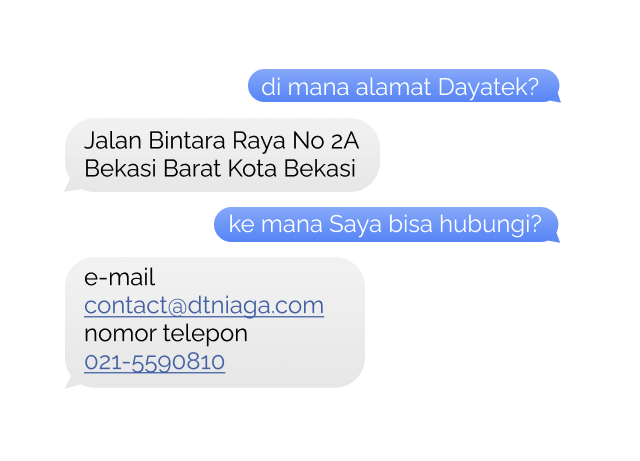 di mana alamat Dayatek?
Jalan Bintara Raya No 2A
Bekasi Barat Kota Bekasi
ke mana Saya bisa hubungi?
e-mail
contact@dtniaga.com
nomor telepon
021-5590810